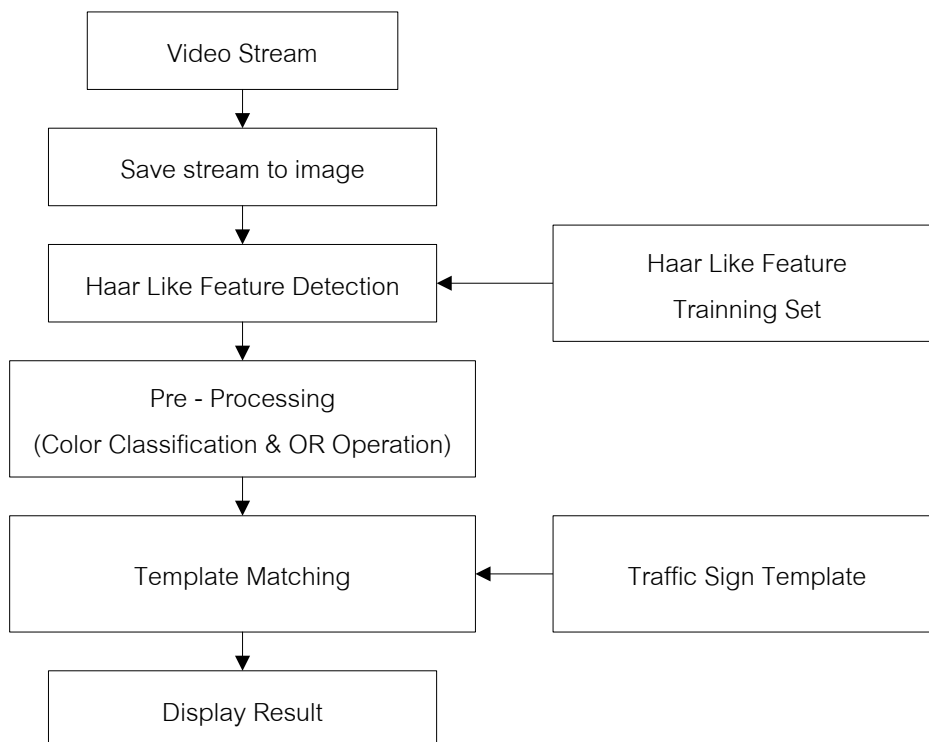 Video Stream
Save stream to image
Haar Like Feature Detection
Haar Like Feature
Trainning Set
Pre - Processing
(Color Classification & OR Operation)
Template Matching
Traffic Sign Template
Display Result